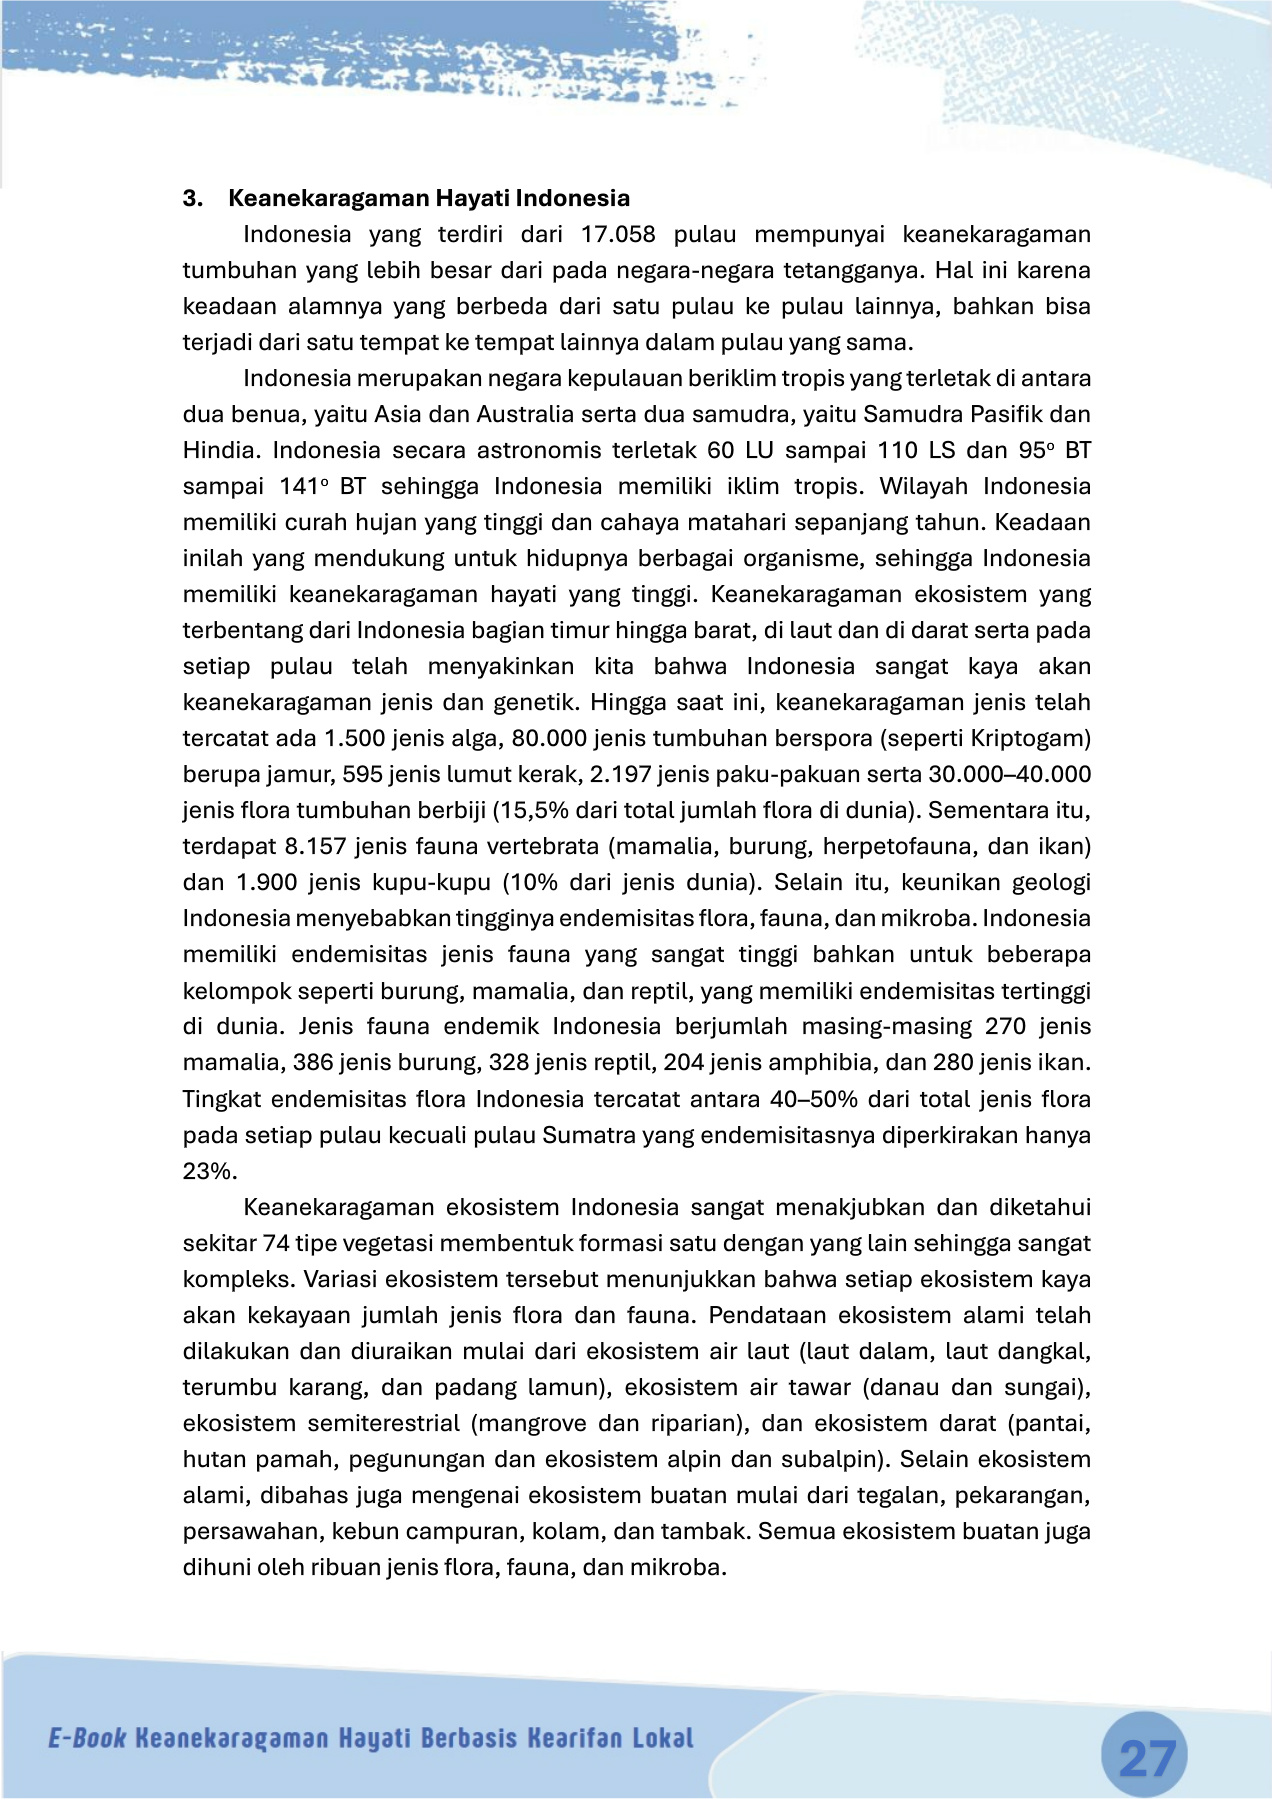 3. Keanekaragaman Hayati Indonesia
Indonesia yang terdiri dari 17.058 pulau mempunyai keanekaragaman
tumbuhan yang lebih besar dari pada negara-negara tetangganya. Hal ini karena
keadaan alamnya yang berbeda dari satu pulau ke pulau lainnya, bahkan bisa
terjadi dari satu tempat ke tempat lainnya dalam pulau yang sama.
Indonesia merupakan negara kepulauan beriklim tropis yang terletak di antara
dua benua, yaitu Asia dan Australia serta dua samudra, yaitu Samudra Pasifik dan
Hindia. Indonesia secara astronomis terletak 60 LU sampai 110 LS dan 95° BT
sampai 141° BT sehingga Indonesia memiliki iklim tropis. Wilayah Indonesia
memiliki curah hujan yang tinggi dan cahaya matahari sepanjang tahun. Keadaan
inilah yang mendukung untuk hidupnya berbagai organisme, sehingga Indonesia
memiliki keanekaragaman hayati yang tinggi. Keanekaragaman ekosistem yang
terbentang dari Indonesia bagian timur hingga barat, di laut dan di darat serta pada
setiap pulau telah menyakinkan kita bahwa Indonesia sangat kaya akan
keanekaragaman jenis dan genetik. Hingga saat ini, keanekaragaman jenis telah
tercatat ada 1.500 jenis alga, 80.000 jenis tumbuhan berspora (seperti Kriptogam)
berupa jamur, 595 jenis lumut kerak, 2.197 jenis paku-pakuan serta 30.000–40.000
jenis flora tumbuhan berbiji (15,5% dari total jumlah flora di dunia). Sementara itu,
terdapat 8.157 jenis fauna vertebrata (mamalia, burung, herpetofauna, dan ikan)
dan 1.900 jenis kupu-kupu (10% dari jenis dunia). Selain itu, keunikan geologi
Indonesia menyebabkan tingginya endemisitas flora, fauna, dan mikroba. Indonesia
memiliki endemisitas jenis fauna yang sangat tinggi bahkan untuk beberapa
kelompok seperti burung, mamalia, dan reptil, yang memiliki endemisitas tertinggi
di dunia. Jenis fauna endemik Indonesia berjumlah masing-masing 270 jenis
mamalia, 386 jenis burung, 328 jenis reptil, 204 jenis amphibia, dan 280 jenis ikan.
Tingkat endemisitas flora Indonesia tercatat antara 40–50% dari total jenis flora
pada setiap pulau kecuali pulau Sumatra yang endemisitasnya diperkirakan hanya
23%.
Keanekaragaman ekosistem Indonesia sangat menakjubkan dan diketahui
sekitar 74 tipe vegetasi membentuk formasi satu dengan yang lain sehingga sangat
kompleks. Variasi ekosistem tersebut menunjukkan bahwa setiap ekosistem kaya
akan kekayaan jumlah jenis flora dan fauna. Pendataan ekosistem alami telah
dilakukan dan diuraikan mulai dari ekosistem air laut (laut dalam, laut dangkal,
terumbu karang, dan padang lamun), ekosistem air tawar (danau dan sungai),
ekosistem semiterestrial (mangrove dan riparian), dan ekosistem darat (pantai,
hutan pamah, pegunungan dan ekosistem alpin dan subalpin). Selain ekosistem
alami, dibahas juga mengenai ekosistem buatan mulai dari tegalan, pekarangan,
persawahan, kebun campuran, kolam, dan tambak. Semua ekosistem buatan juga
dihuni oleh ribuan jenis flora, fauna, dan mikroba.
E-Book Keanekaragaman Hayati Berbasis Kearifan Lokal
27